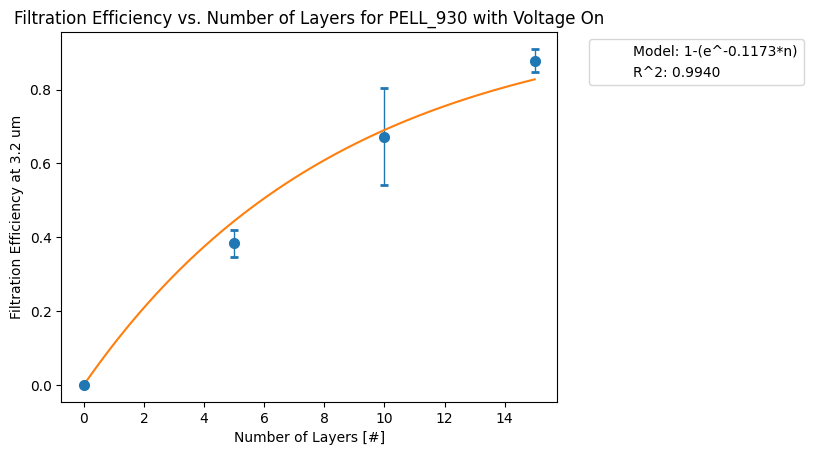 Filtration Efficiency vs. Number of Layers for PELL_930 with Voltage On
Model: 1-(e^-0.1173*n)
R^2: 0.9940
Filtration Efficiency at 3.2 um
0.8
0.6
0.4
0.2
0.0
0 2 4 6 8 10 12 14
Number of Layers [#]